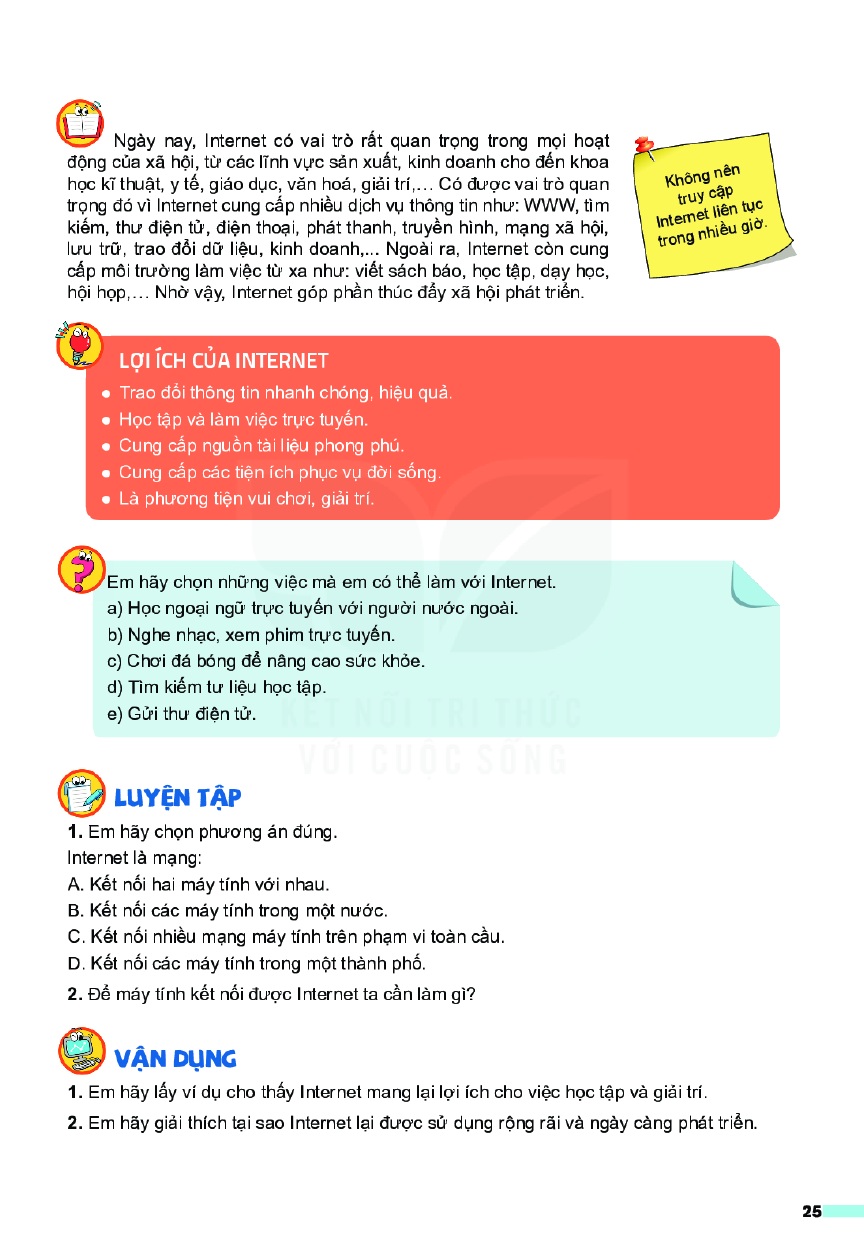 Ngày nay, Internet có vai trò rất quan trọng trong mọi hoạt
động của xã hội, từ các lĩnh vực sản xuất, kinh doanh cho đến khoa
học kĩ thuật, y tế, giáo dục, văn hoá, giải trí,... Có được vai trò quan
trọng đó vì Internet cung cấp nhiều dịch vụ thông tin như: WWW, tìm
kiếm, thư điện tử, điện thoại, phát thanh, truyền hình, mạng xã hội,
lưu trữ, trao đổi dữ liệu, kinh doanh,... Ngoài ra, Internet còn cung
cấp môi trường làm việc từ xa như: viết sách báo, học tập, dạy học,
hội họp,... Nhờ vậy, Internet góp phần thúc đẩy xã hội phát triển.
Không nên
truy cập
Internet liên tục
trong nhiều giờ.
LỢI ÍCH CỦA INTERNET
• Trao đổi thông tin nhanh chóng, hiệu quả.
• Học tập và làm việc trực tuyến.
• Cung cấp nguồn tài liệu phong phú.
• Cung cấp các tiện ích phục vụ đời sống.
• Là phương tiện vui chơi, giải trí.
Em hãy chọn những việc mà em có thể làm với Internet.
a) Học ngoại ngữ trực tuyến với người nước ngoài.
b) Nghe nhạc, xem phim trực tuyến.
c) Chơi đá bóng để nâng cao sức khỏe.
d) Tìm kiếm tư liệu học tập.
e) Gửi thư điện tử.
KẾT NỐI TRI THỨC
VỚI CUỘC SỐNG
LUYỆN TẬP
1. Em hãy chọn phương án đúng.
Internet là mạng:
A. Kết nối hai máy tính với nhau.
B. Kết nối các máy tính trong một nước.
C. Kết nối nhiều mạng máy tính trên phạm vi toàn cầu.
D. Kết nối các máy tính trong một thành phố.
2. Để máy tính kết nối được Internet ta cần làm gì?
VẬN DỤNG
1. Em hãy lấy ví dụ cho thấy Internet mang lại lợi ích cho việc học tập và giải trí.
2. Em hãy giải thích tại sao Internet lại được sử dụng rộng rãi và ngày càng phát triển.
25